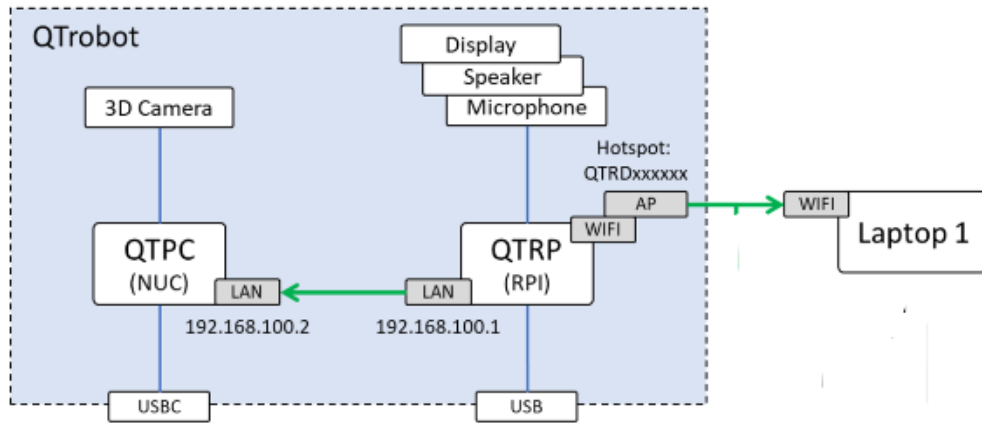 QTrobot
Display
Speaker
Microphone
3D Camera
Hotspot:
QTRDxxxxxx
AP
WIFI
WIFI
Laptop 1
QTPC
(NUC)
LAN
192.168.100.2
QTRP
(RPI)
LAN
192.168.100.1
USBC
USB